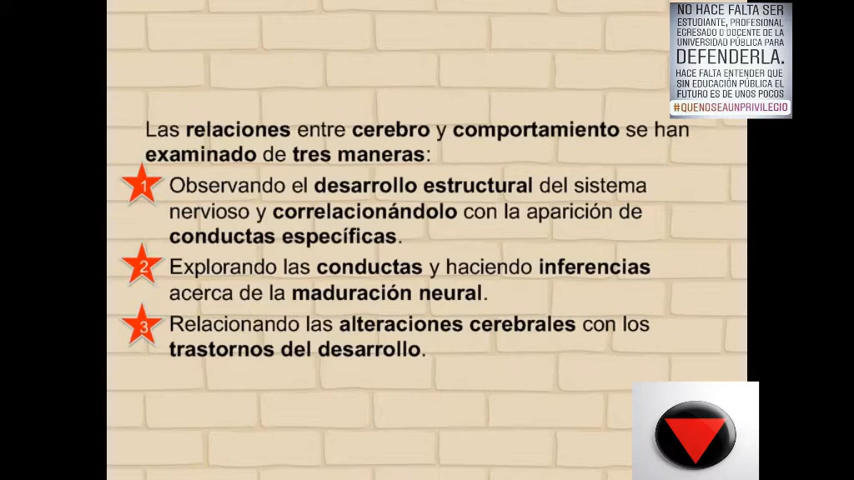 NO HACE FALTA SER
ESTUDIANTE, PROFESIONAL
EGRESADO O DOCENTE DE LA
UNIVERSIDAD PÚBLICA PARA
DEFENDERLA.
HACE FALTA ENTENDER QUE
SIN EDUCACIÓN PÚBLICA EL
FUTURO ES DE UNOS POCOS
#QUENOSEAUNPRIVILEGIO
Las relaciones entre cerebro y comportamiento se han
examinado de tres maneras:
1 Observando el desarrollo estructural del sistema
nervioso y correlacionándolo con la aparición de
conductas específicas.
2 Explorando las conductas y haciendo inferencias
acerca de la maduración neural.
3 Relacionando las alteraciones cerebrales con los
trastornos del desarrollo.